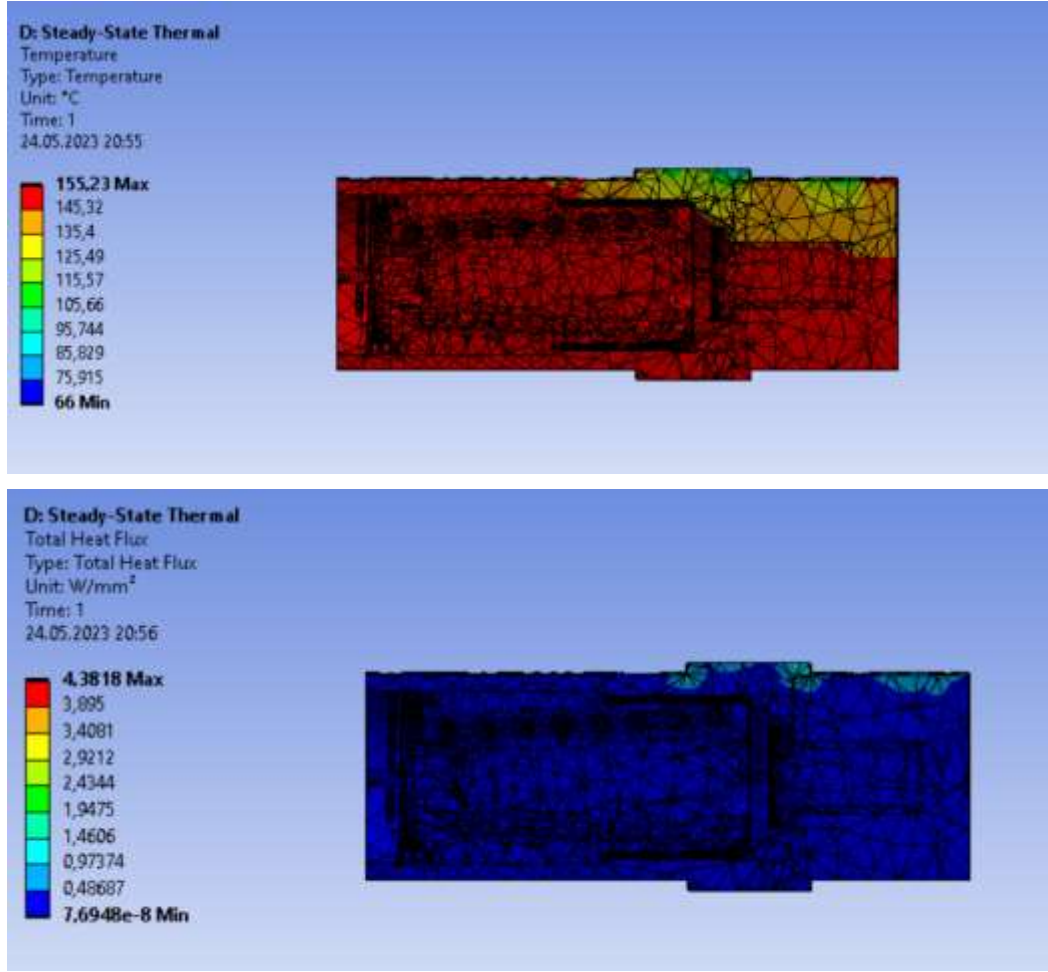 D: Steady-State Thermal
Temperature
Type: Temperature
Unit: °C
Time: 1
24.05.2023 20:55
155,23 Max
145,32
135,4
125,49
115,57
105,66
95,744
85,829
75,915
66 Min
D: Steady-State Thermal
Total Heat Flux
Type: Total Heat Flux
Unit: W/mm²
Time: 1
24.05.2023 20:56
4,3818 Max
3,895
3,4081
2,9212
2,4344
1,9475
1,4606
0,97374
0,48687
7,6948e-8 Min